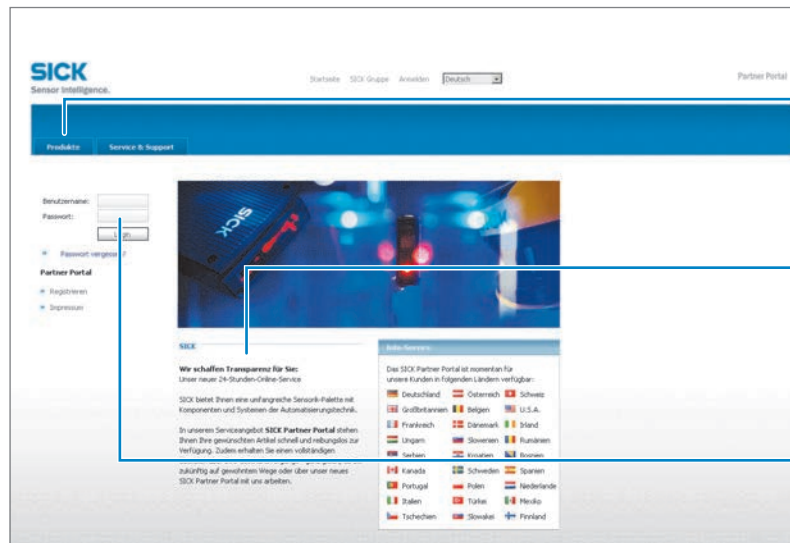 SICK
Sensor Intelligence.
Startseite SICK Gruppe Anmelden Deutsch
Partner Portal
Produkte Service & Support
Benutzername:
Passwort:
Login
Passwort vergessen?
Partner Portal
Registrieren
Impressum
SICK
SICK
Wir schaffen Transparenz für Sie:
Unser neuer 24-Stunden-Online-Service
SICK bietet Ihnen eine umfangreiche Sensorik-Palette mit
Komponenten und Systemen der Automatisierungstechnik.
In unserem Serviceangebot SICK Partner Portal stehen
Ihnen Ihre gewünschten Artikel schnell und reibungslos zur
Verfügung. Zudem erhalten Sie einen vollständigen
zukünftig auf gewohntem Wege oder über unser neues
SICK Partner Portal mit uns arbeiten.
Info-Service:
Das SICK Partner Portal ist momentan für
unsere Kunden in folgenden Ländern verfügbar:
Deutschland Österreich Schweiz
Großbritannien Belgien U.S.A.
Frankreich Dänemark Irland
Ungarn Slowenien Rumänien
Serbien Kroatien Bosnien
Kanada Schweden Spanien
Portugal Polen Niederlande
Italien Türkei Mexiko
Tschechien Slowakei Finnland